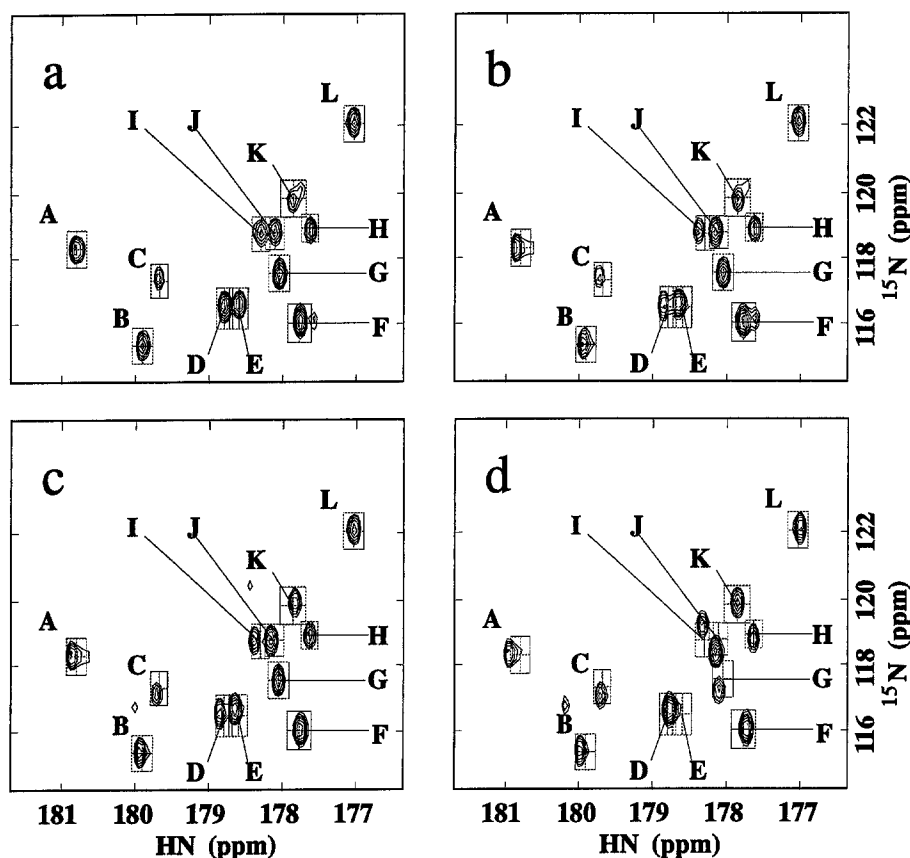 a
L
I
J
K
A
H
C
G
B
F
D
E
b
L
I
J
K
A
H
C
G
B
F
D
E
122
120
118
116
15N (ppm)
c
L
I
J
K
A
H
C
G
B
F
D
E
181
180
179
178
177
HN (ppm)
d
L
I
J
K
A
H
C
G
B
F
D
E
122
120
118
116
15N (ppm)
181
180
179
178
177
HN (ppm)